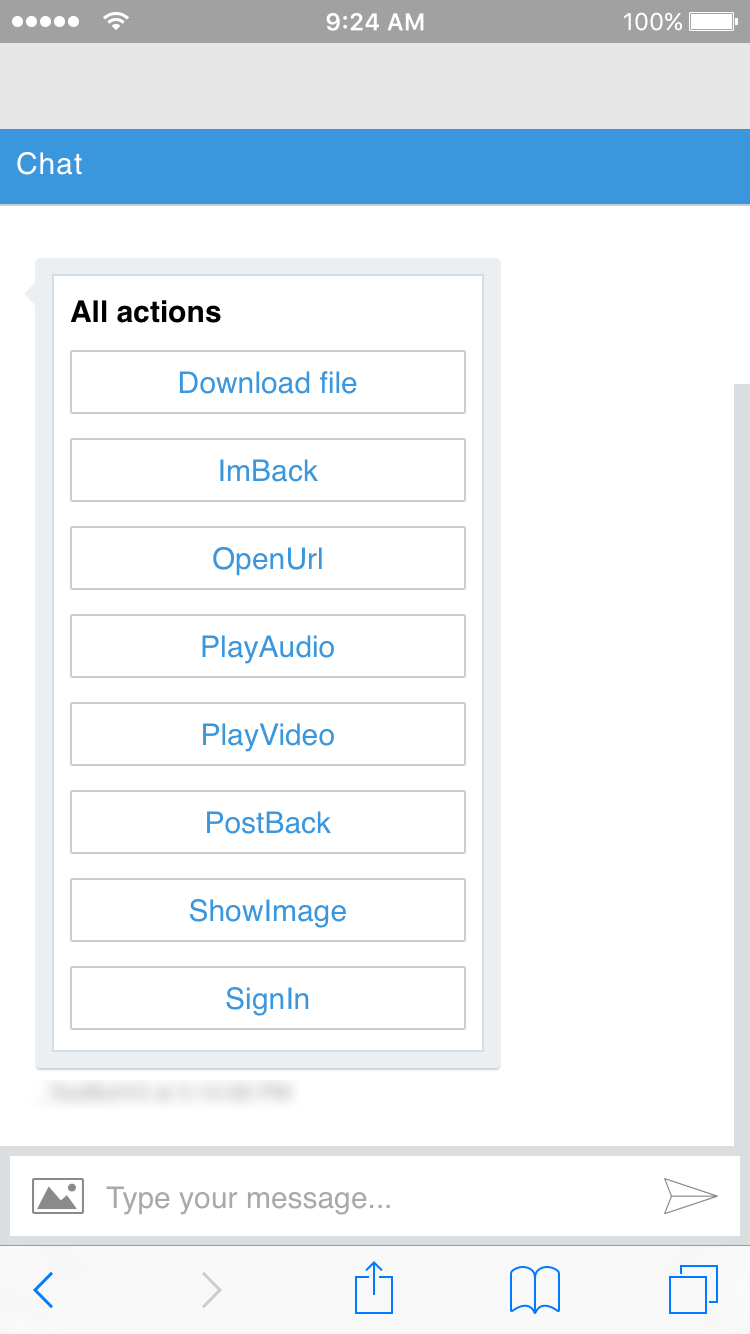 9:24 AM 100%
Chat
All actions
Download file
ImBack
OpenUrl
PlayAudio
PlayVideo
PostBack
ShowImage
SignIn
Type your message...